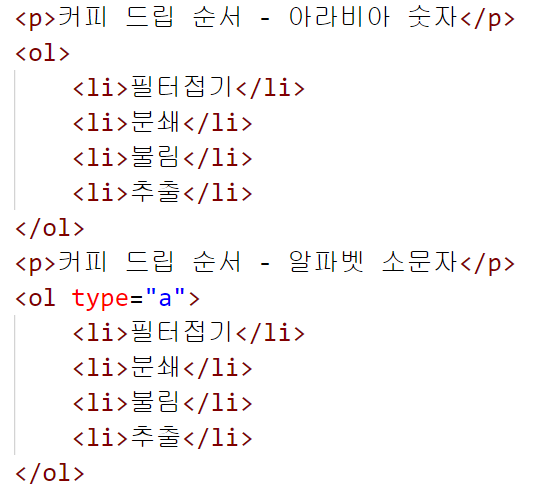 <p>커피 드립 순서 - 아라비아 숫자</p>
<ol>
<li>필터접기</li>
<li>분쇄</li>
<li>불림</li>
<li>추출</li>
</ol>
<p>커피 드립 순서 - 알파벳 소문자</p>
<ol type="a">
<li>필터접기</li>
<li>분쇄</li>
<li>불림</li>
<li>추출</li>
</ol>